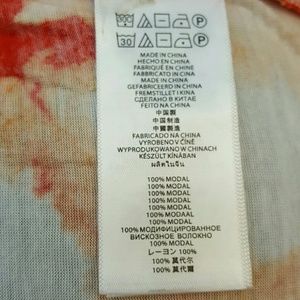 30
MADE IN CHINA
HECHO EN CHINA
FABRIQUÉ EN CHINE
FABBRICATO IN CINA
MADE IN CHINA
GEFABRICEERD IN CHINA
FREMSTILLET I KINA
СДЕЛАНО В КИТАЕ
FEITO NA CHINA
中国製
中国制造
中國製造
FABRICADO NA CHINA
VYROBENO V ČÍNĚ
WYPRODUKOWANO W CHINACH
KÉSZÜLT KÍNÁBAN
ผลิตในจีน
100% MODAL
100% MODAL
100% MODAL
100% MODAL
100% MODAAL
100% MODAL
100% МОДИФИЦИРОВАННОЕ
ВИСКОЗНОЕ ВОЛОКНО
100% MODAL
レーヨン 100%
100% 莫代尔
100% 莫代爾